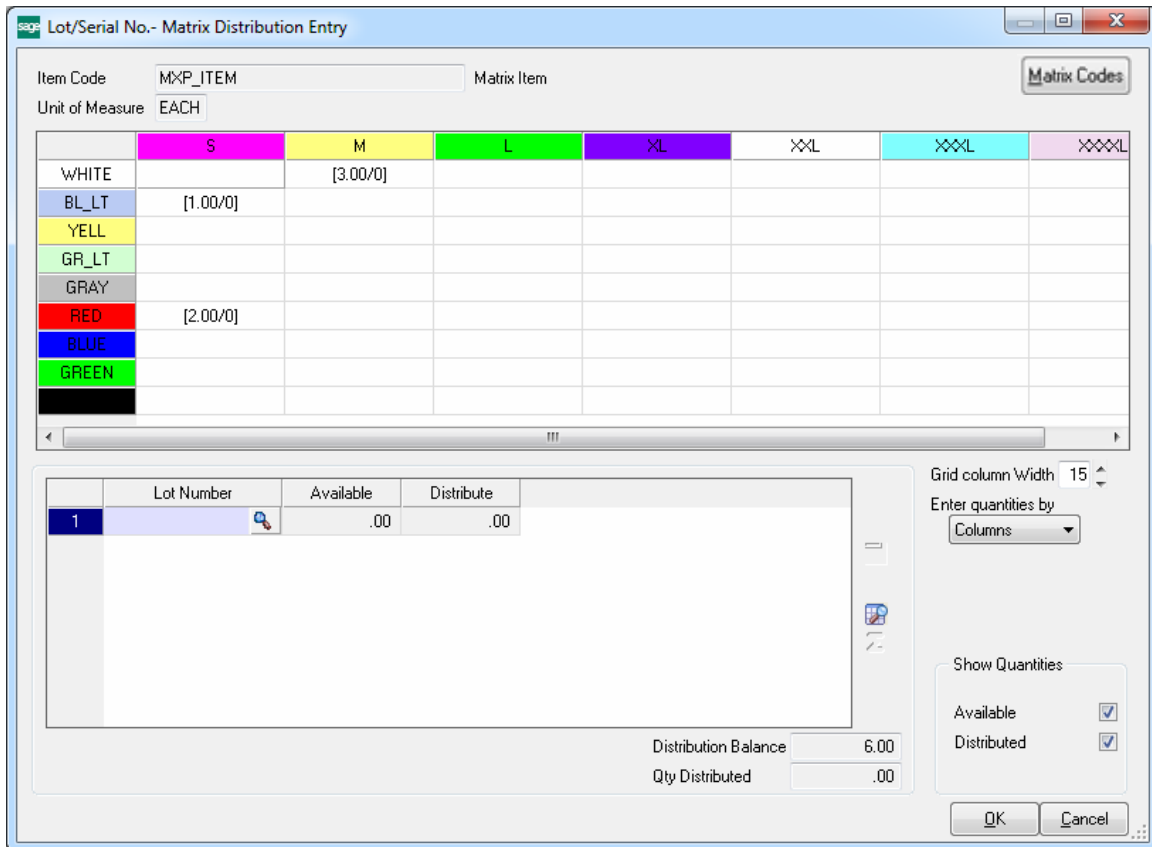 sage Lot/Serial No.- Matrix Distribution Entry
Item Code MXP_ITEM Matrix Item Matrix Codes
Unit of Measure EACH
S M L XL XXL XXXL XXXXL
WHITE [3.00/0]
BL_LT [1.00/0]
YELL
GR_LT
GRAY
RED [2.00/0]
BLUE
GREEN
Grid column Width 15
Lot Number Available Distribute
Enter quantities by
1 .00 .00
Columns
Show Quantities
Available
Distribution Balance 6.00 Distributed
Qty Distributed .00
OK Cancel